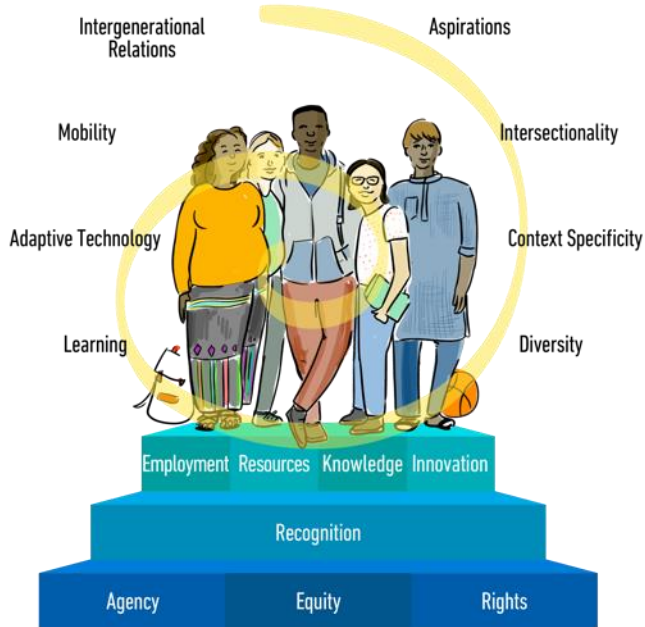 Intergenerational
Relations
Aspirations
Mobility
Intersectionality
Adaptive Technology
Context Specificity
Learning
Diversity
Employment Resources Knowledge Innovation
Recognition
Agency Equity Rights